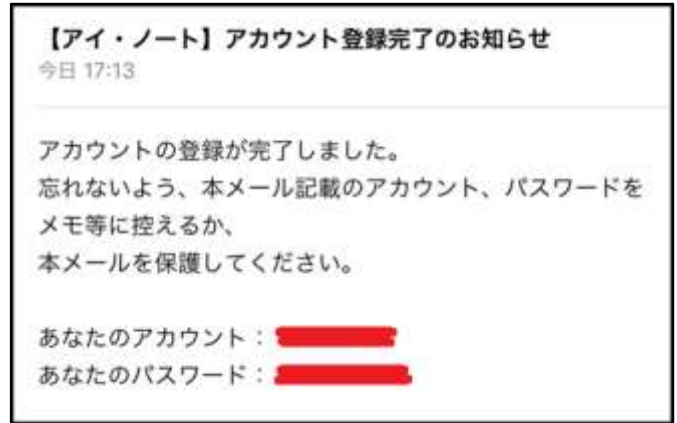 【アイ・ノート】アカウント登録完了のお知らせ
今日 17:13
アカウントの登録が完了しました。
忘れないよう、本メール記載のアカウント、パスワードを
メモ等に控えるか、
本メールを保護してください。
あなたのアカウント：
あなたのパスワード：